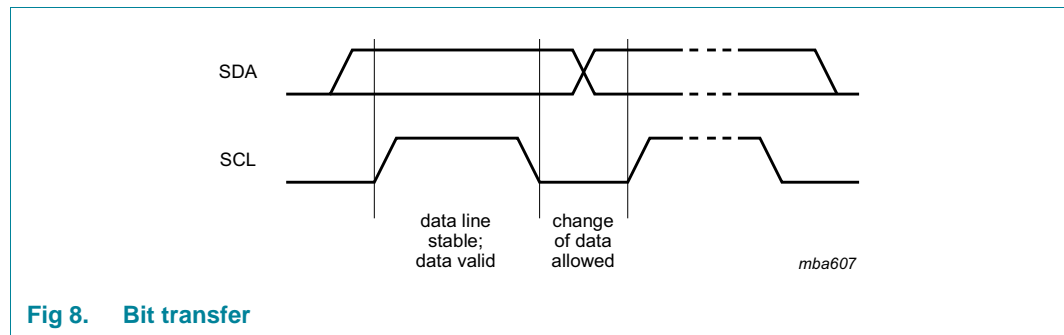 SDA
SCL
data line
stable;
data valid
change
of data
allowed
mba607
Fig 8. Bit transfer